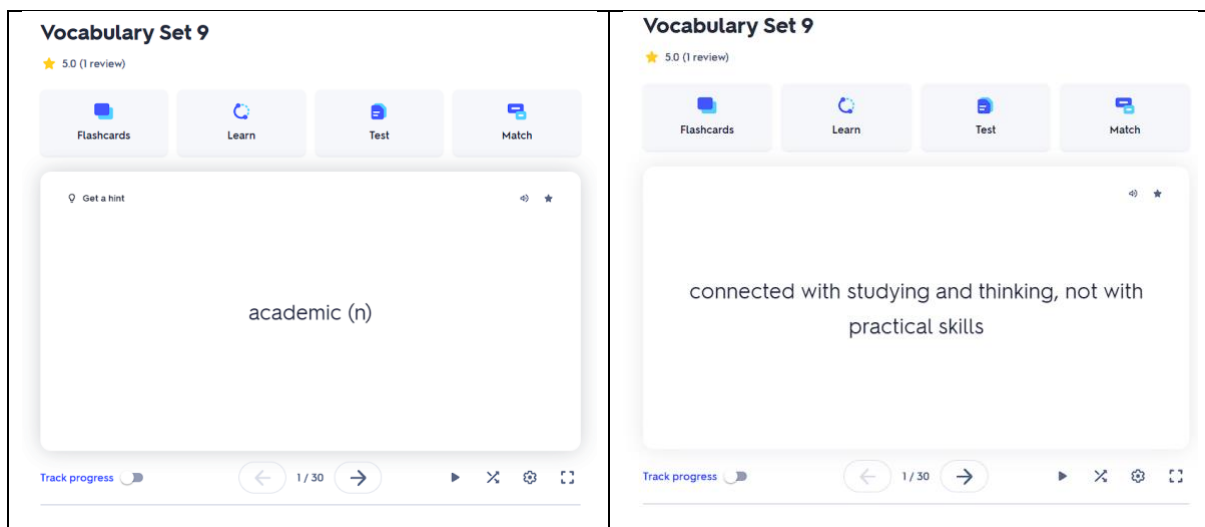 Vocabulary Set 9
5.0 (1 review)
Flashcards
Learn
Test
Match
Get a hint
academic (n)
Track progress
1 / 30
Vocabulary Set 9
5.0 (1 review)
Flashcards
Learn
Test
Match
connected with studying and thinking, not with
practical skills
Track progress
1 / 30